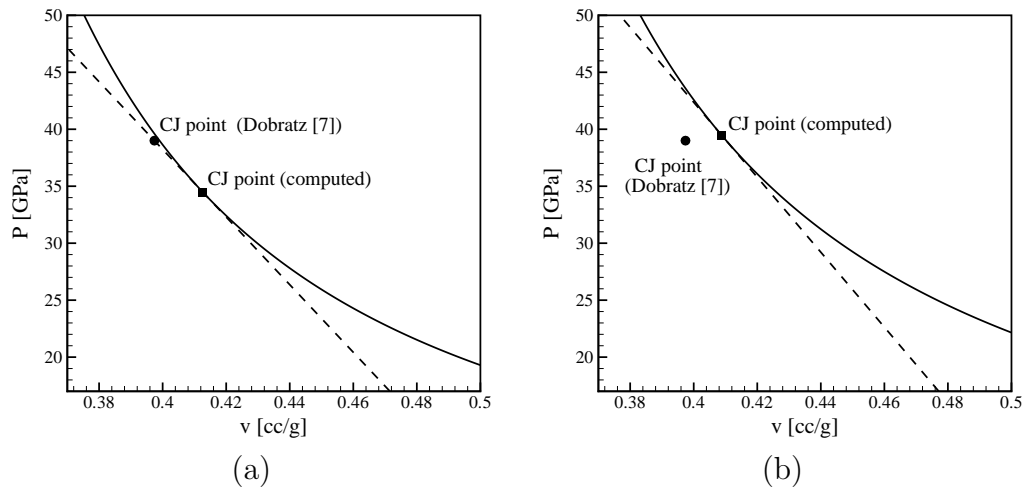 50
45
40
35
30
25
20
P [GPa]
CJ point (Dobratz [7])
CJ point (computed)
0.38 0.4 0.42 0.44 0.46 0.48 0.5
v [cc/g]
(a)
50
45
40
35
30
25
20
P [GPa]
CJ point (computed)
CJ point
(Dobratz [7])
0.38 0.4 0.42 0.44 0.46 0.48 0.5
v [cc/g]
(b)